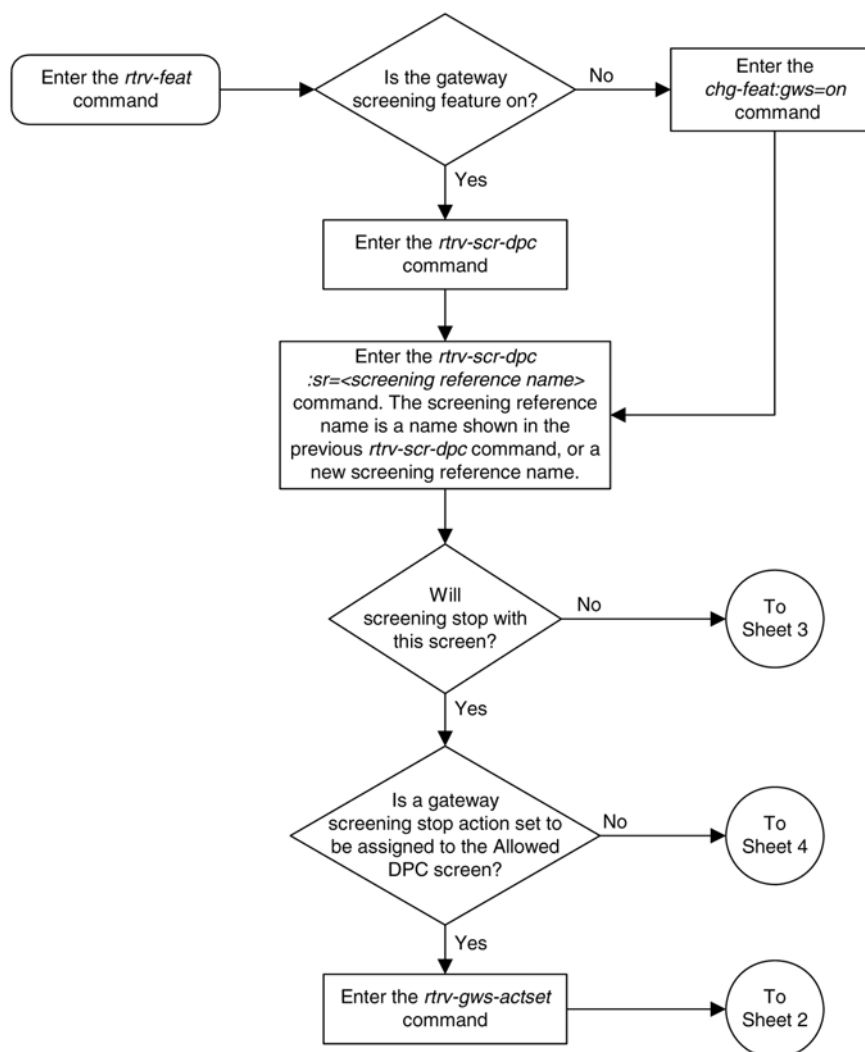 Enter the rtrv-feat
command
Is the gateway
screening feature on?
No
Enter the
chg-feat:gws=on
command
Yes
Enter the rtrv-scr-dpc
command
Enter the rtrv-scr-dpc
:sr=<screening reference name>
command. The screening reference
name is a name shown in the
previous rtrv-scr-dpc command, or a
new screening reference name.
Will
screening stop with
this screen?
No
To
Sheet 3
Yes
Is a gateway
screening stop action set to
be assigned to the Allowed
DPC screen?
No
To
Sheet 4
Yes
Enter the rtrv-gws-actset
command
To
Sheet 2